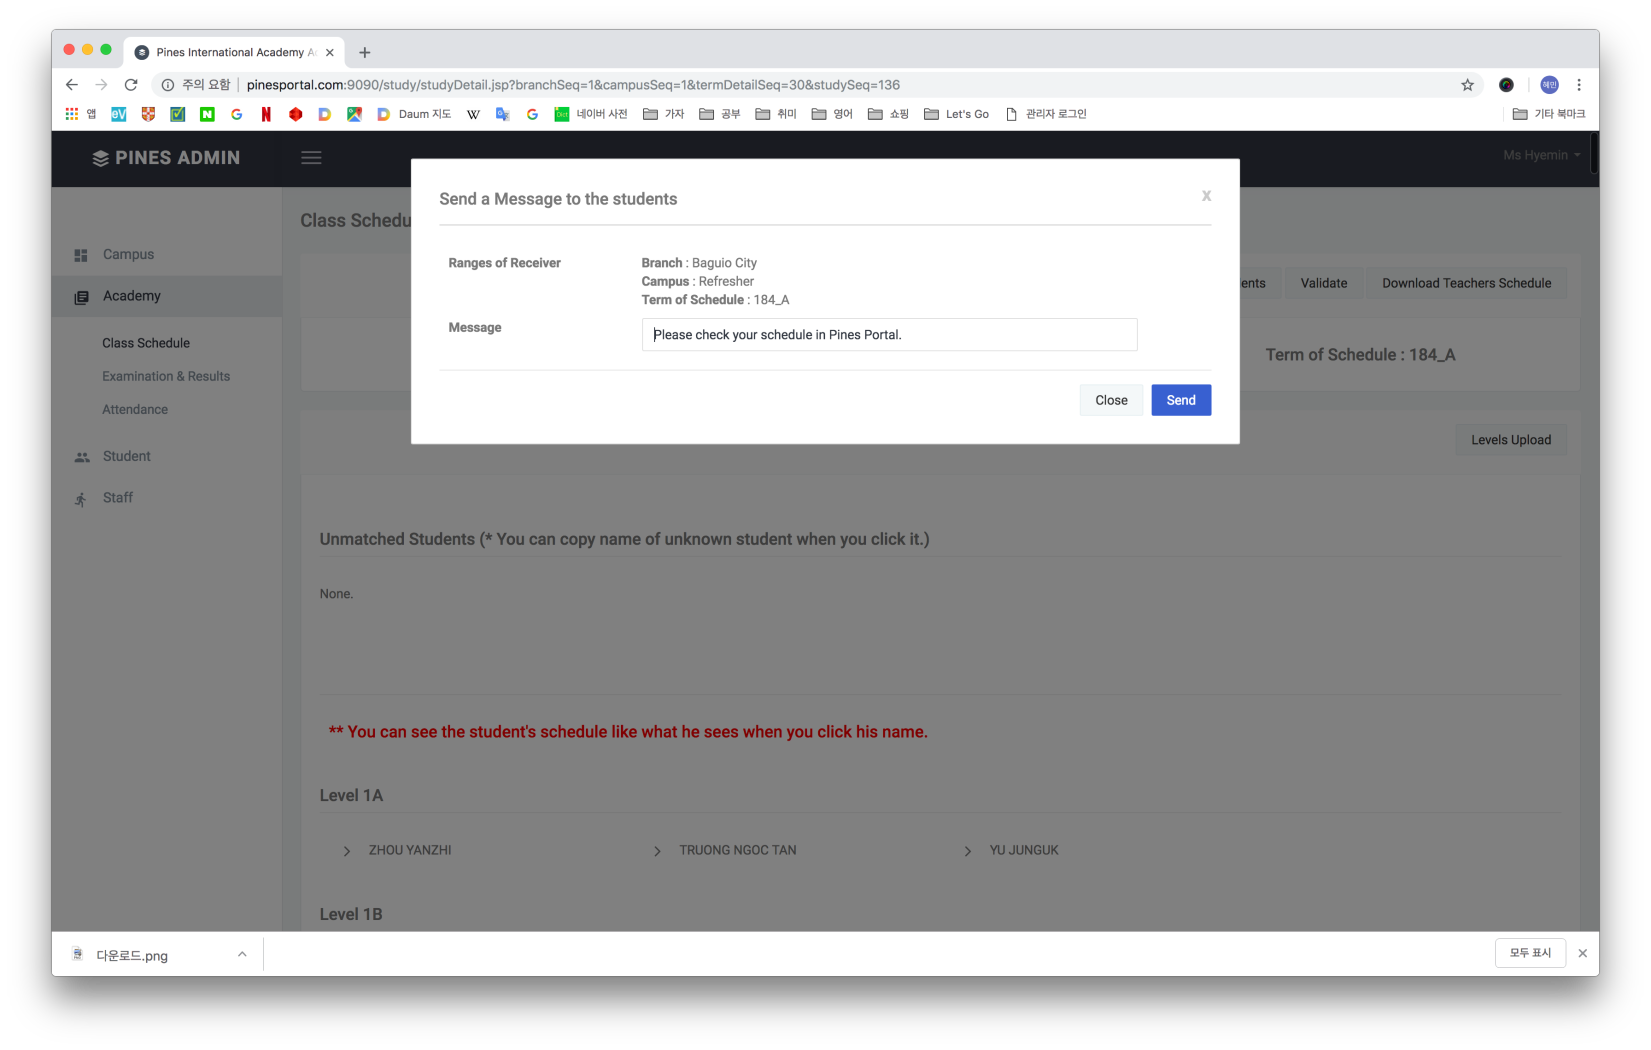 Pines International Academy A
주의 요함 | pinesportal.com:9090/study/studyDetail.jsp?branchSeq=1&campusSeq=1&termDetailSeq=30&studySeq=136
혜민
앱 eV N G N D D Daum 지도 W G 네이버 사전 가자 공부 취미 영어 쇼핑 Let's Go 관리자 로그인 기타 북마크
PINES ADMIN
Ms Hyemin
Send a Message to the students
X
Class Schedu
Ranges of Receiver
Branch : Baguio City
Campus : Refresher
Term of Schedule : 184_A
Message
Please check your schedule in Pines Portal.
Close Send
Campus
Academy
Class Schedule
Examination & Results
Attendance
Student
Staff
ents Validate Download Teachers Schedule
Term of Schedule : 184_A
Levels Upload
Unmatched Students (* You can copy name of unknown student when you click it.)
None.
** You can see the student's schedule like what he sees when you click his name.
Level 1A
ZHOU YANZHI TRUONG NGOC TAN YU JUNGUK
Level 1B
다운로드.png
모두 표시